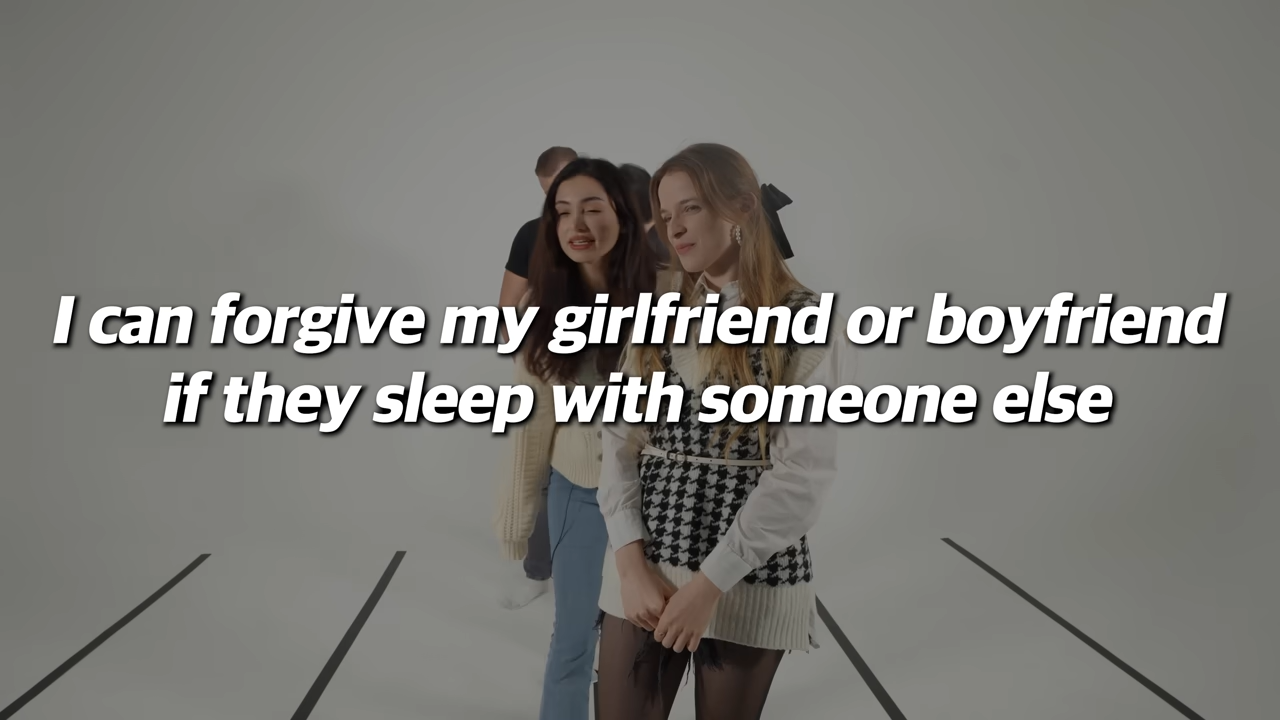 I can forgive my girlfriend or boyfriend
if they sleep with someone else